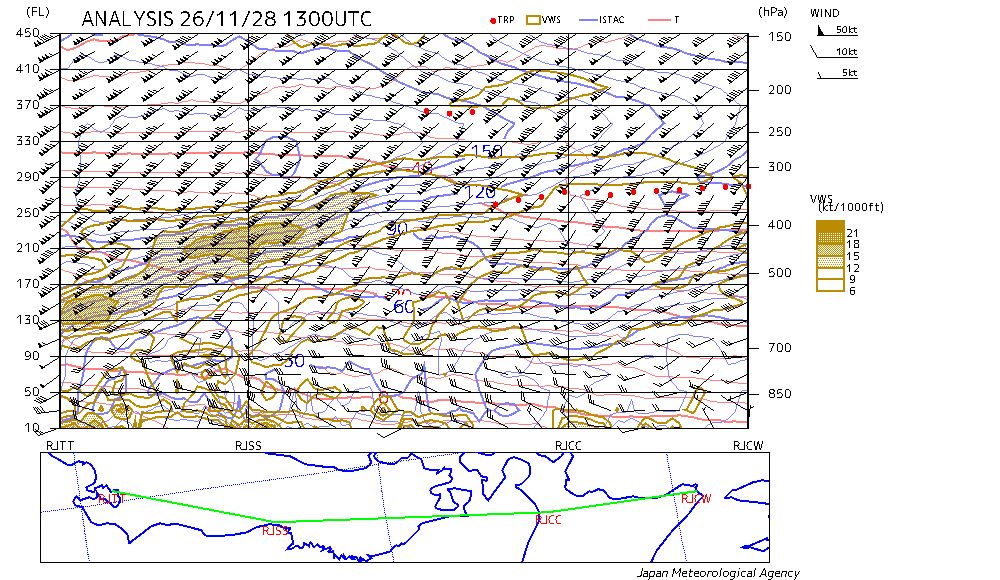 (FL) ANALYSIS 26/11/28 1300UTC TRP VWS ISTAC T (hPa) WIND
450 150
50kt
10kt
410
5kt
200
370
250
330
150
300
290
120
VWS
(kt/1000ft)
250
400
90
21
210
18
15
500
12
170
9
6
60
130
700
90
30
50
850
0
10
RJTT RJSS RJCC RJCW
RJTT RJCW
RJCC
RJSS
Japan Meteorological Agency